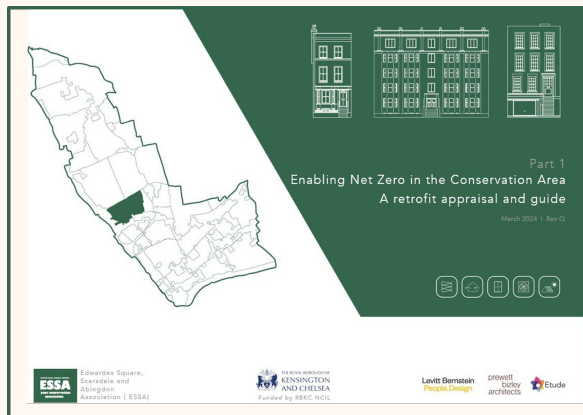 Part 1
Enabling Net Zero in the Conservation Area
A retrofit appraisal and guide
March 2024 | Rev Q
ESSA
Edwardes Square,
Scarsdale and
Abingdon
Association ( ESSA)
THE ROYAL BOROUGH OF
KENSINGTON
AND CHELSEA
Funded by RBKC NCIL
Levitt Bernstein
People.Design
prewett
bizley
architects
Etude